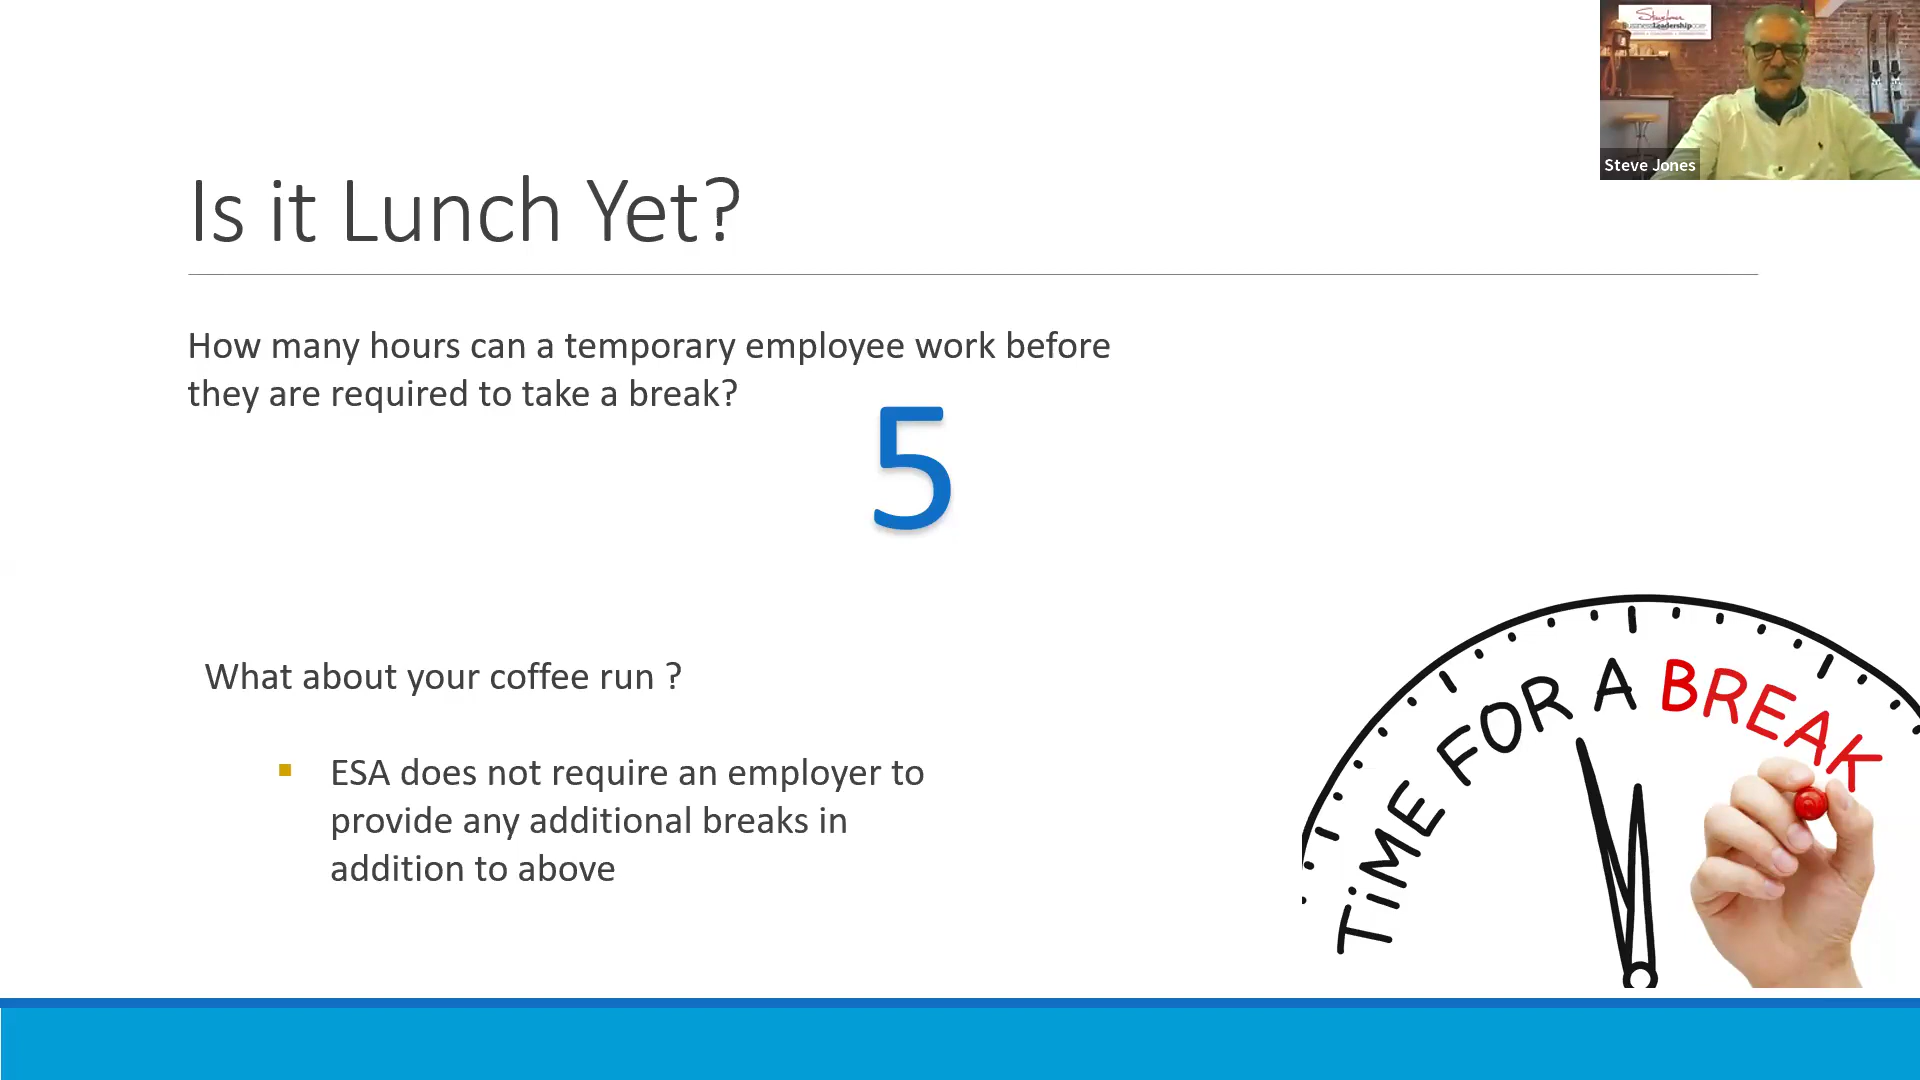 Is it Lunch Yet?
How many hours can a temporary employee work before
they are required to take a break?
5
What about your coffee run ?
ESA does not require an employer to
provide any additional breaks in
addition to above
TiME FOR A BREAK
Steve Jones